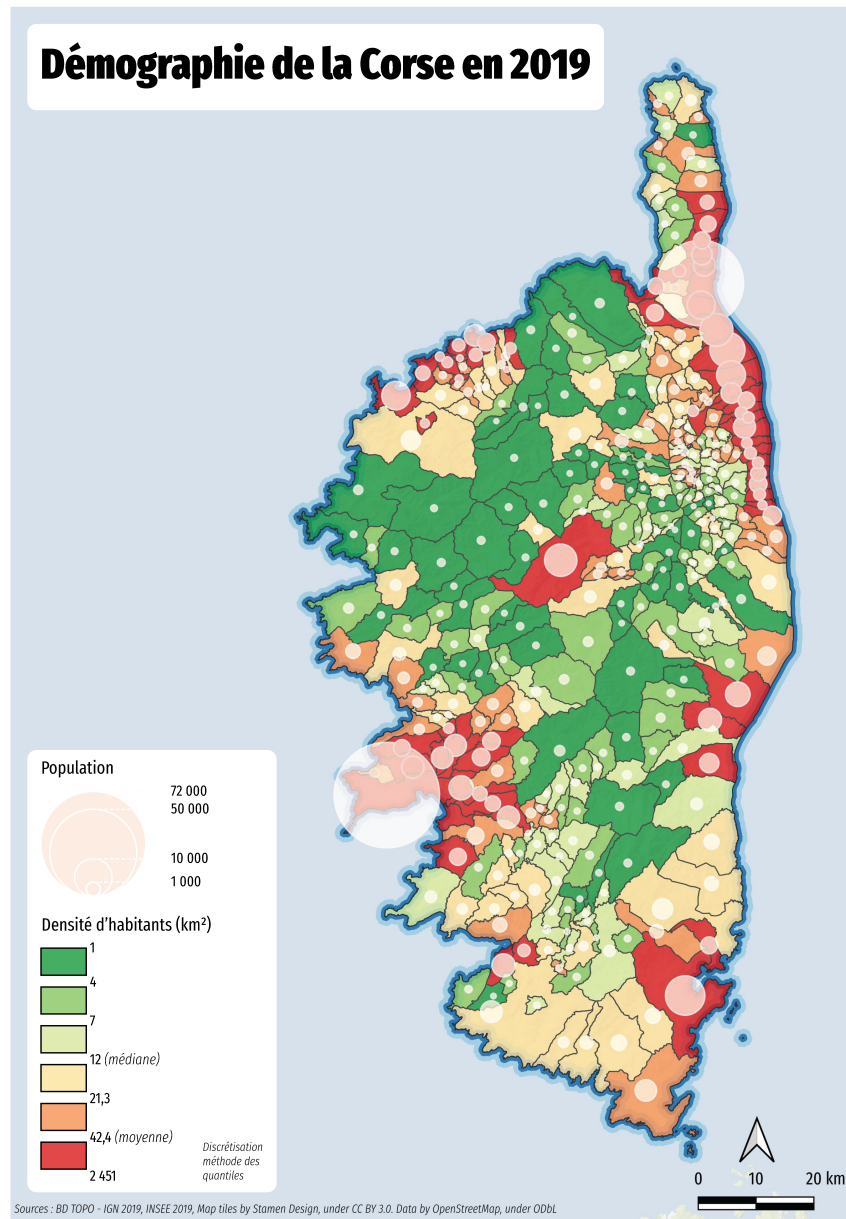 Démographie de la Corse en 2019
Population
72 000
50 000
10 000
1 000
Densité d'habitants (km²)
1
4
7
12 (médiane)
21,3
42,4 (moyenne)
2 451
Discrétisation
méthode des
quantiles
0 10 20 km
Sources : BD TOPO - IGN 2019, INSEE 2019, Map tiles by Stamen Design, under CC BY 3.0. Data by OpenStreetMap, under ODbL